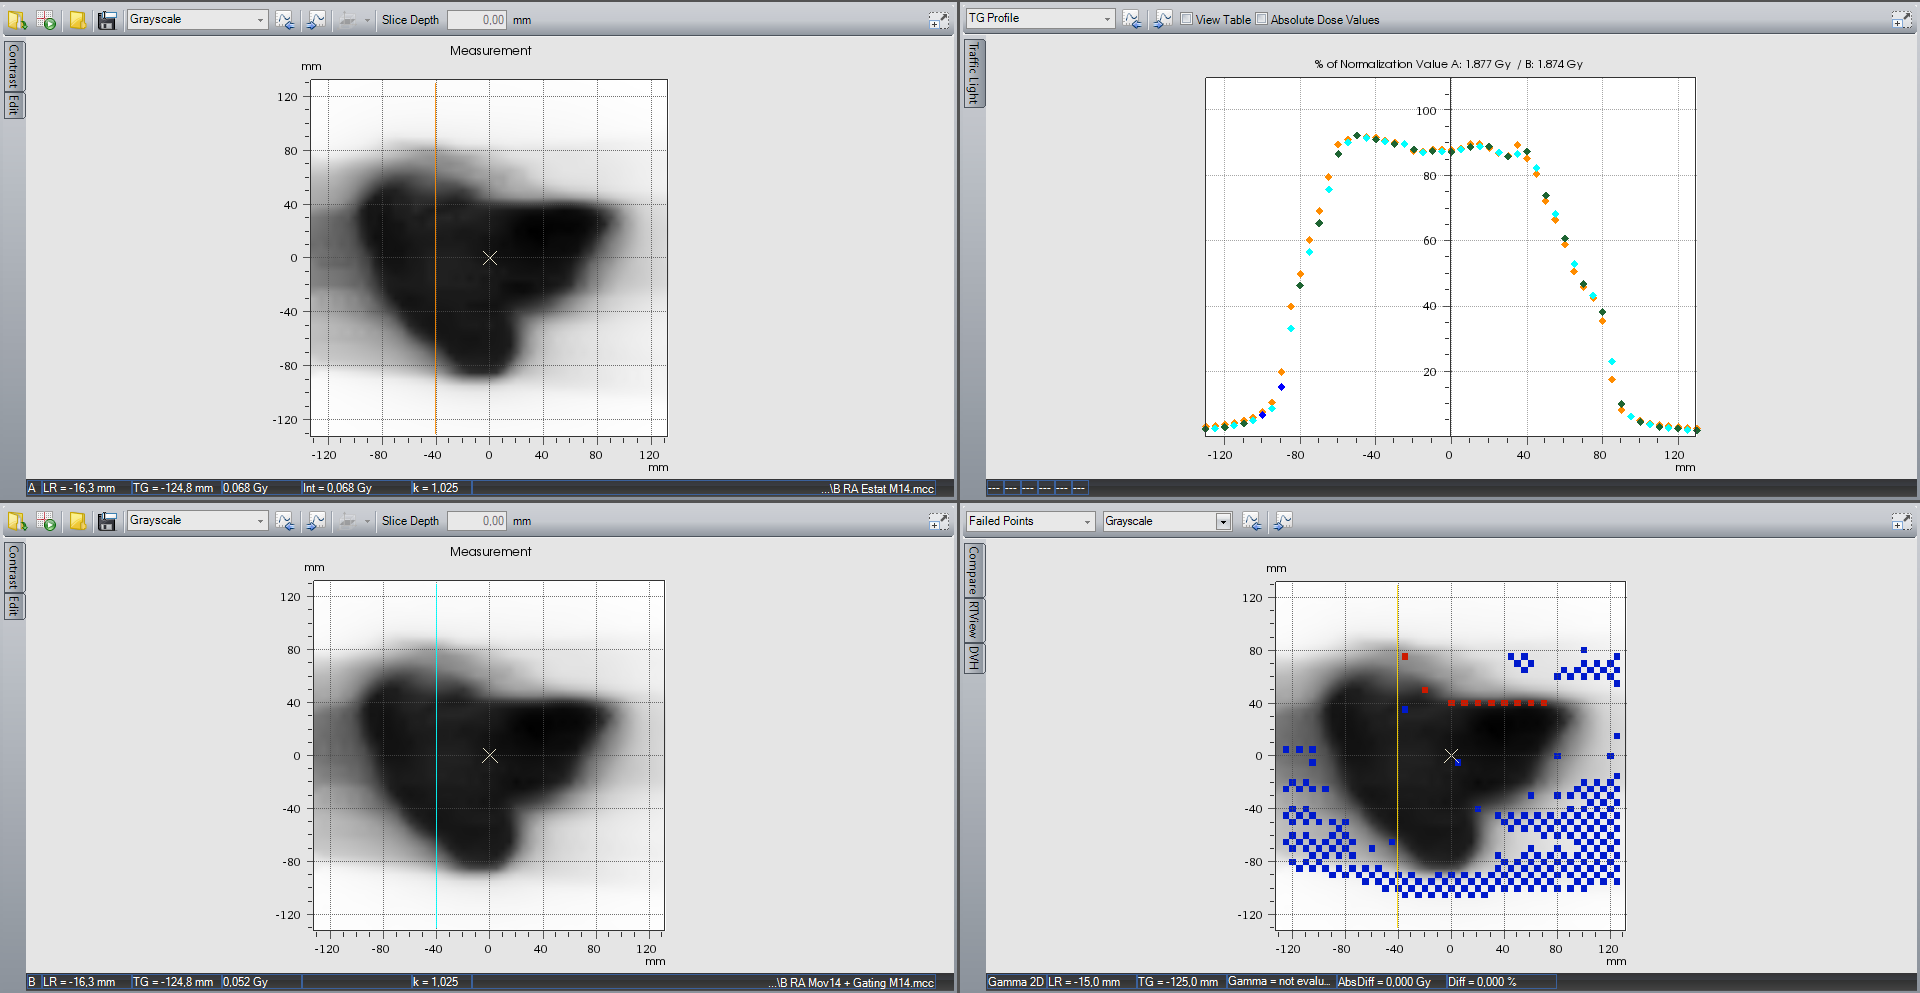 Grayscale
Slice Depth 0,00 mm
Contrast
Edit
Measurement
mm
120
80
40
0
-40
-80
-120
-120 -80 -40 0 40 80 120
mm
A LR = -16,3 mm TG = -124,8 mm 0,068 Gy Int = 0,068 Gy k = 1,025 ...\B RA Estat M14.mcc
TG Profile View Table Absolute Dose Values
Traffic Light
% of Normalization Value A: 1.877 Gy / B: 1.874 Gy
100
80
60
40
20
-120 -80 -40 0 40 80 120
mm
--- --- --- --- --- ---
Grayscale
Slice Depth 0,00 mm
Contrast
Edit
Measurement
mm
120
80
40
0
-40
-80
-120
-120 -80 -40 0 40 80 120
mm
B LR = -16,3 mm TG = -124,8 mm 0,052 Gy k = 1,025 ...\B RA Mov14 + Gating M14.mcc
Failed Points Grayscale
Compare
RTView
DVH
mm
120
80
40
0
-40
-80
-120
-120 -80 -40 0 40 80 120
mm
Gamma 2D LR = -15,0 mm TG = -125,0 mm Gamma = not evalu... AbsDiff = 0,000 Gy Diff = 0,000 %